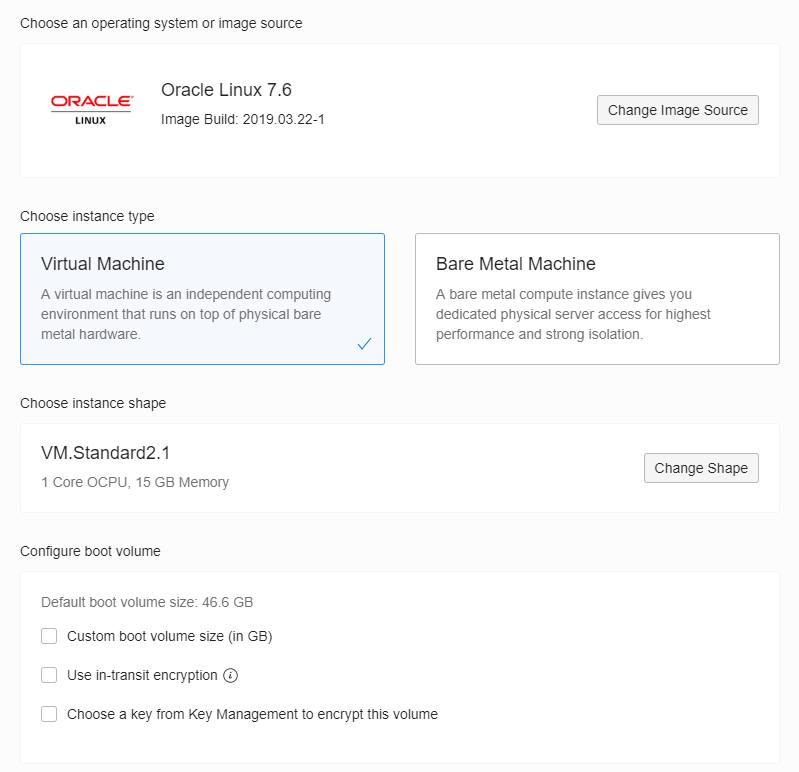 Choose an operating system or image source
ORACLE
LINUX
Oracle Linux 7.6
Image Build: 2019.03.22-1
Change Image Source
Choose instance type
Virtual Machine
A virtual machine is an independent computing
environment that runs on top of physical bare
metal hardware.
Bare Metal Machine
A bare metal compute instance gives you
dedicated physical server access for highest
performance and strong isolation.
Choose instance shape
VM.Standard2.1
1 Core OCPU, 15 GB Memory
Change Shape
Configure boot volume
Default boot volume size: 46.6 GB
Custom boot volume size (in GB)
Use in-transit encryption
Choose a key from Key Management to encrypt this volume